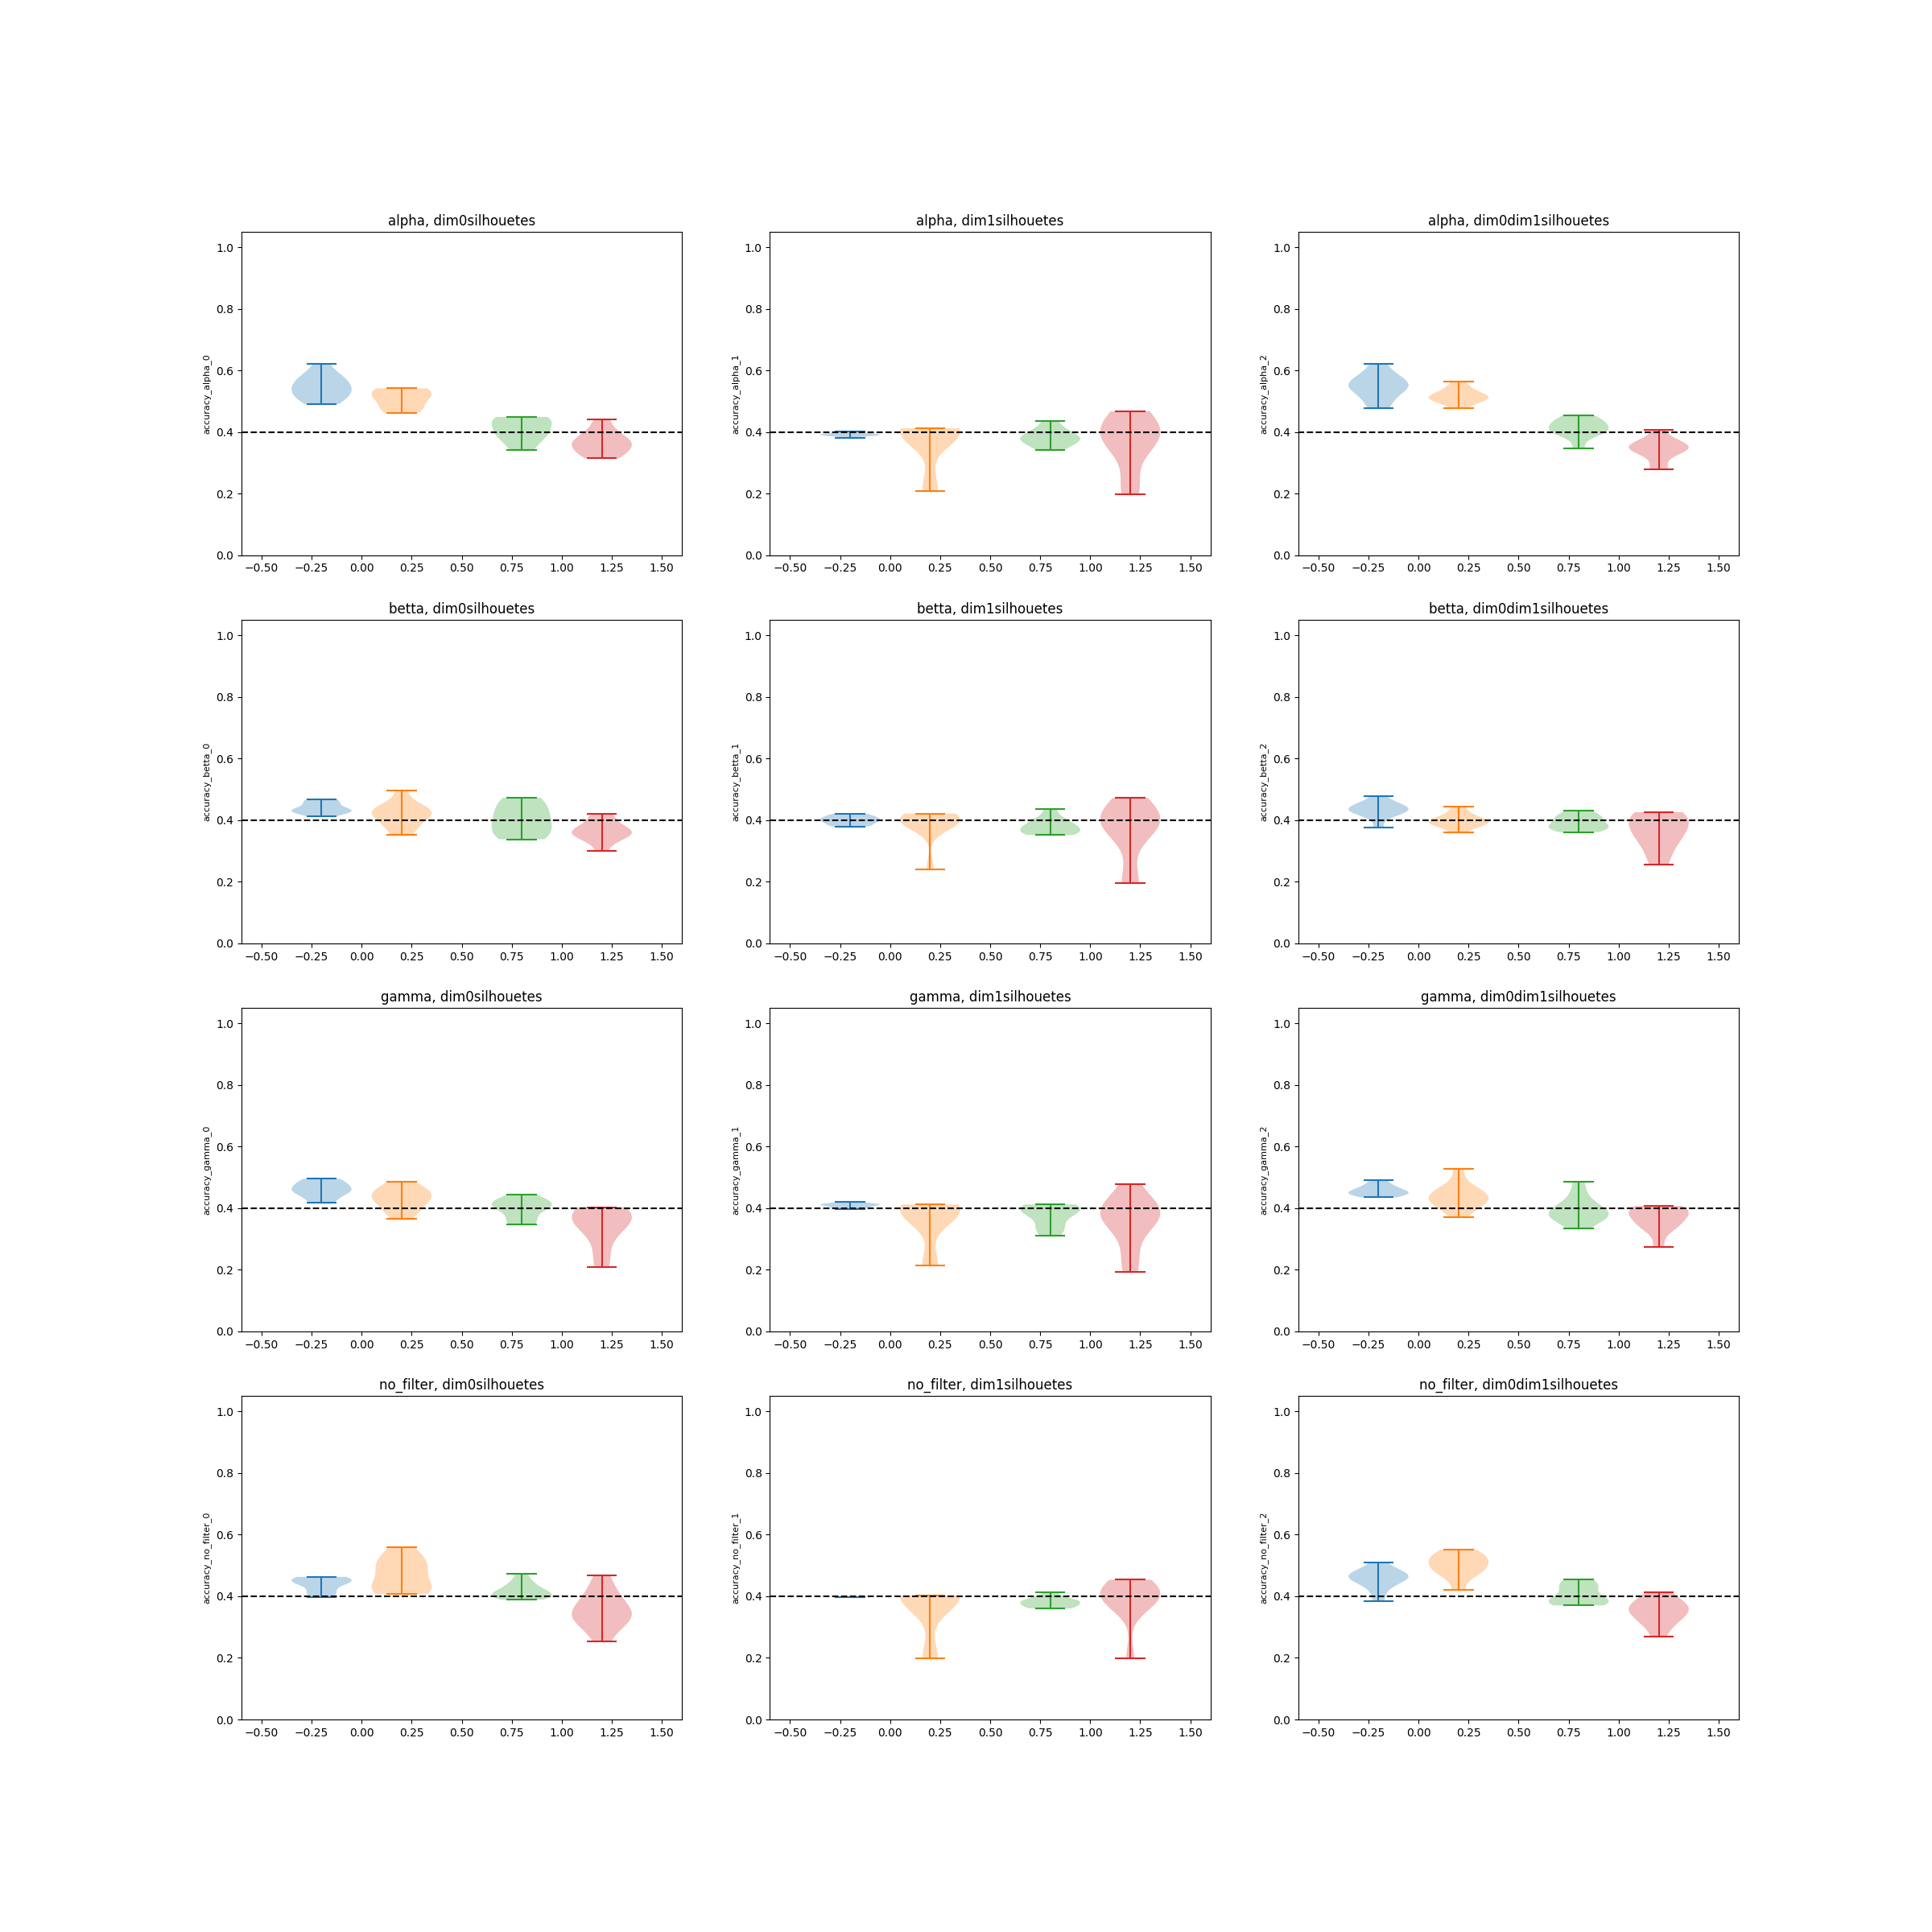 alpha, dim0silhouetes
alpha, dim1silhouetes
alpha, dim0dim1silhouetes
accuracy_alpha_0
1.0
0.8
0.6
0.4
0.2
0.0
−0.50 −0.25 0.00 0.25 0.50 0.75 1.00 1.25 1.50
accuracy_alpha_1
1.0
0.8
0.6
0.4
0.2
0.0
−0.50 −0.25 0.00 0.25 0.50 0.75 1.00 1.25 1.50
accuracy_alpha_2
1.0
0.8
0.6
0.4
0.2
0.0
−0.50 −0.25 0.00 0.25 0.50 0.75 1.00 1.25 1.50
betta, dim0silhouetes
betta, dim1silhouetes
betta, dim0dim1silhouetes
accuracy_betta_0
1.0
0.8
0.6
0.4
0.2
0.0
−0.50 −0.25 0.00 0.25 0.50 0.75 1.00 1.25 1.50
accuracy_betta_1
1.0
0.8
0.6
0.4
0.2
0.0
−0.50 −0.25 0.00 0.25 0.50 0.75 1.00 1.25 1.50
accuracy_betta_2
1.0
0.8
0.6
0.4
0.2
0.0
−0.50 −0.25 0.00 0.25 0.50 0.75 1.00 1.25 1.50
gamma, dim0silhouetes
gamma, dim1silhouetes
gamma, dim0dim1silhouetes
accuracy_gamma_0
1.0
0.8
0.6
0.4
0.2
0.0
−0.50 −0.25 0.00 0.25 0.50 0.75 1.00 1.25 1.50
accuracy_gamma_1
1.0
0.8
0.6
0.4
0.2
0.0
−0.50 −0.25 0.00 0.25 0.50 0.75 1.00 1.25 1.50
accuracy_gamma_2
1.0
0.8
0.6
0.4
0.2
0.0
−0.50 −0.25 0.00 0.25 0.50 0.75 1.00 1.25 1.50
no_filter, dim0silhouetes
no_filter, dim1silhouetes
no_filter, dim0dim1silhouetes
accuracy_no_filter_0
1.0
0.8
0.6
0.4
0.2
0.0
−0.50 −0.25 0.00 0.25 0.50 0.75 1.00 1.25 1.50
accuracy_no_filter_1
1.0
0.8
0.6
0.4
0.2
0.0
−0.50 −0.25 0.00 0.25 0.50 0.75 1.00 1.25 1.50
accuracy_no_filter_2
1.0
0.8
0.6
0.4
0.2
0.0
−0.50 −0.25 0.00 0.25 0.50 0.75 1.00 1.25 1.50